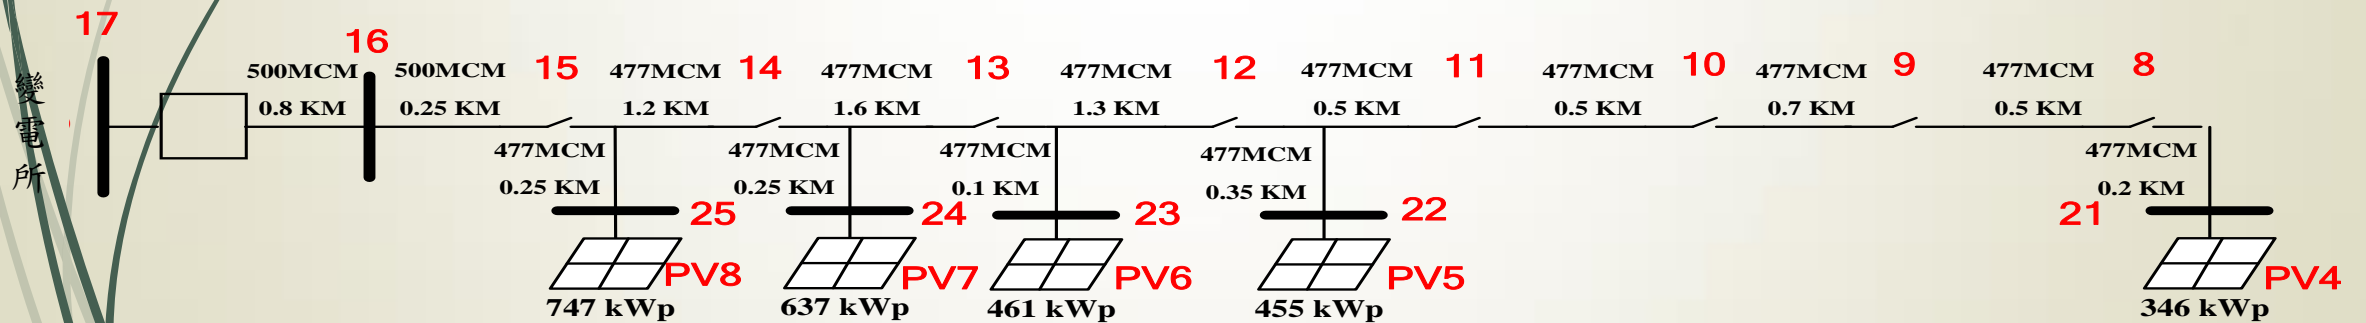 17
變電所
500MCM
0.8 KM
16
500MCM
0.25 KM
15
477MCM
1.2 KM
14
477MCM
1.6 KM
13
477MCM
1.3 KM
12
477MCM
0.5 KM
11
477MCM
0.5 KM
10
477MCM
0.7 KM
9
477MCM
0.5 KM
8
477MCM
0.25 KM
25
PV8
747 kWp
477MCM
0.25 KM
24
PV7
637 kWp
477MCM
0.1 KM
23
PV6
461 kWp
477MCM
0.35 KM
22
PV5
455 kWp
477MCM
0.2 KM
21
PV4
346 kWp